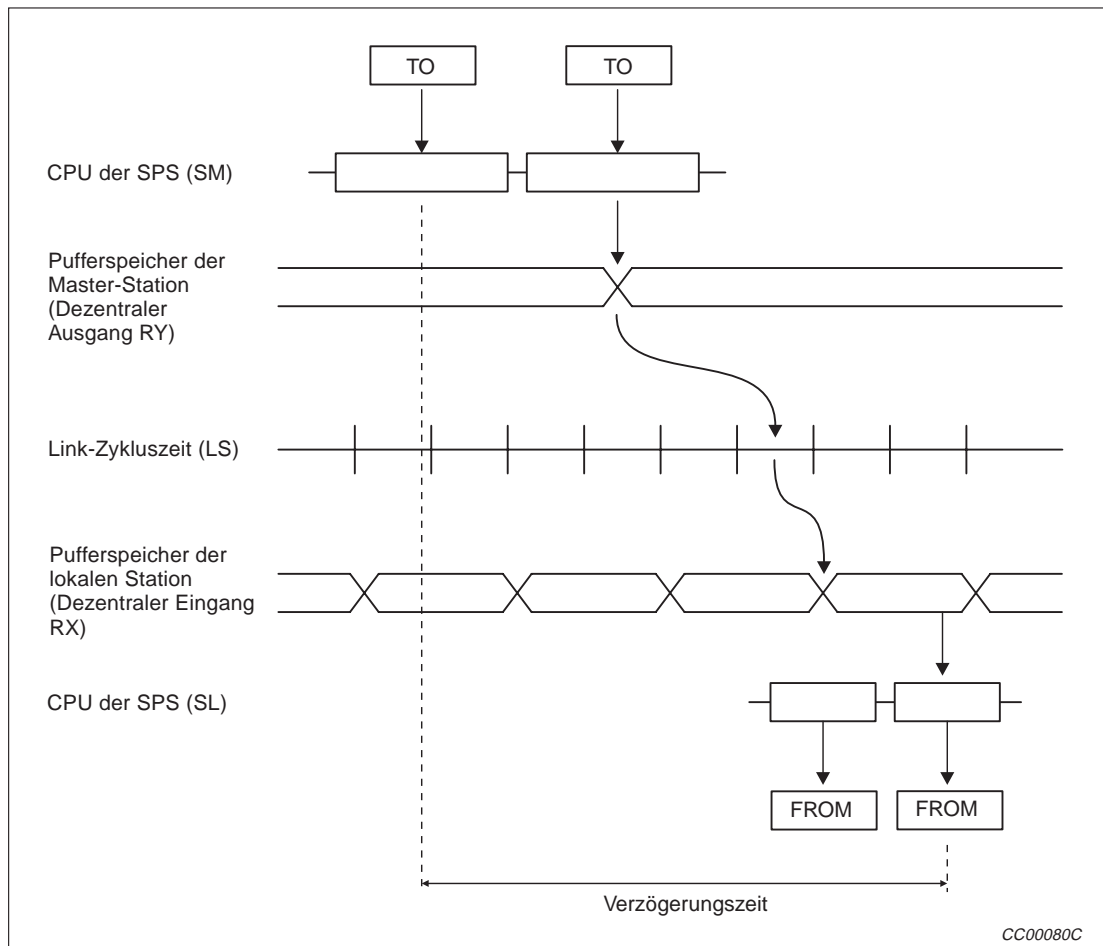 TO
TO
CPU der SPS (SM)
Pufferspeicher der
Master-Station
(Dezentraler
Ausgang RY)
Link-Zykluszeit (LS)
Pufferspeicher der
lokalen Station
(Dezentraler Eingang
RX)
CPU der SPS (SL)
FROM
FROM
Verzögerungszeit
CC00080C